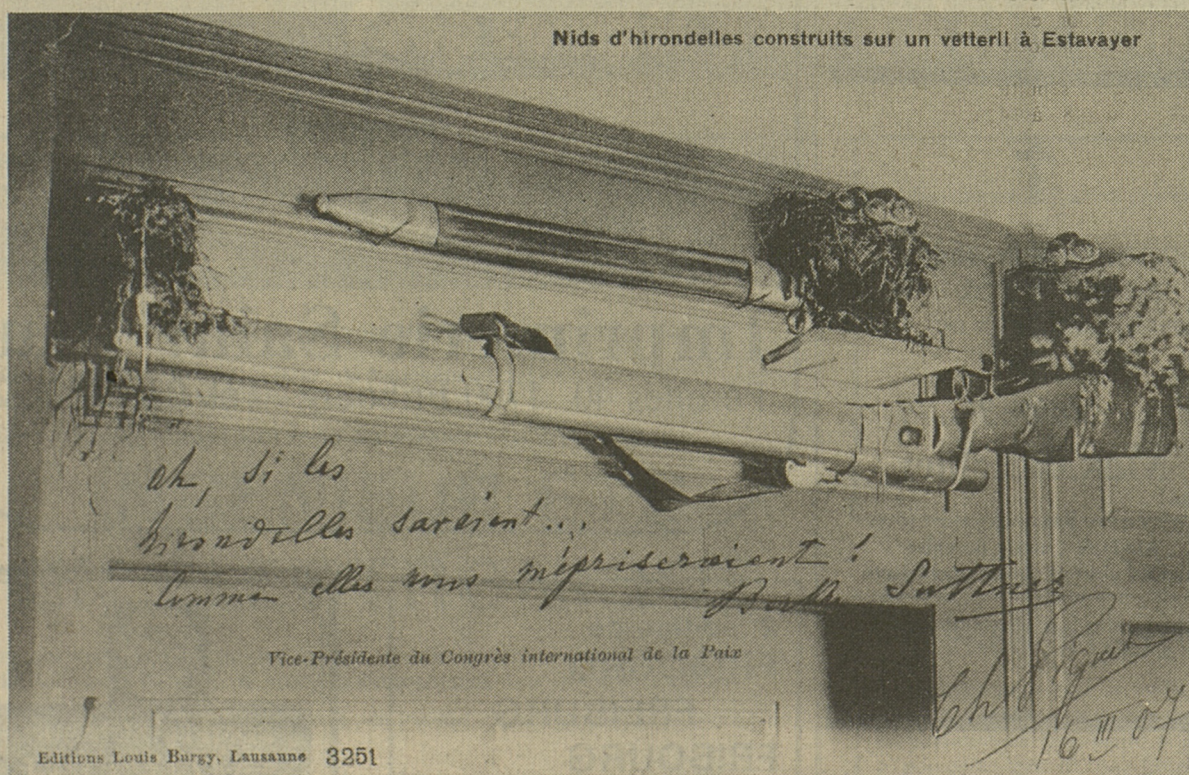 Nids d'hirondelles construits sur un vetterli à Estavayer
ah, si les
hirondelles savaient...
Comme elles nous mépriseraient !
Suttner
Vice-Présidente du Congrès international de la Paix
Ch
16 III 07
Editions Louis Burgy, Lausanne 3251